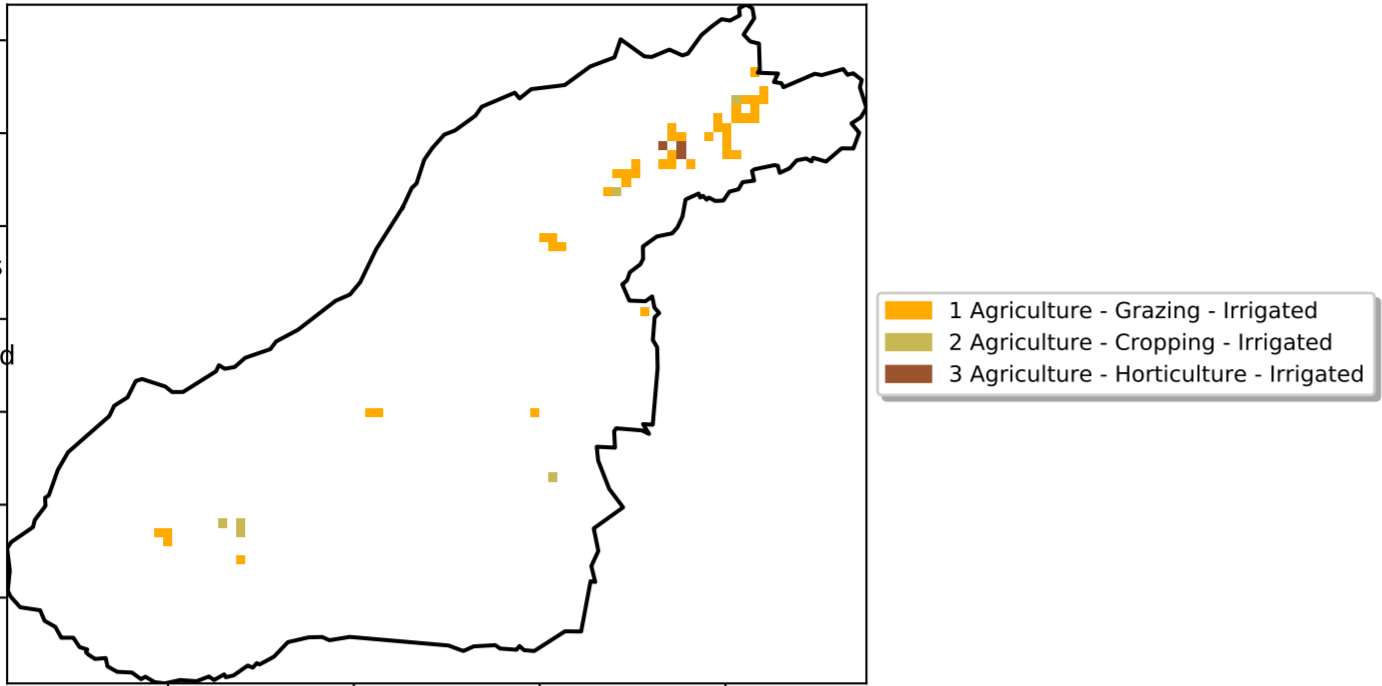 d
1 Agriculture - Grazing - Irrigated
2 Agriculture - Cropping - Irrigated
3 Agriculture - Horticulture - Irrigated